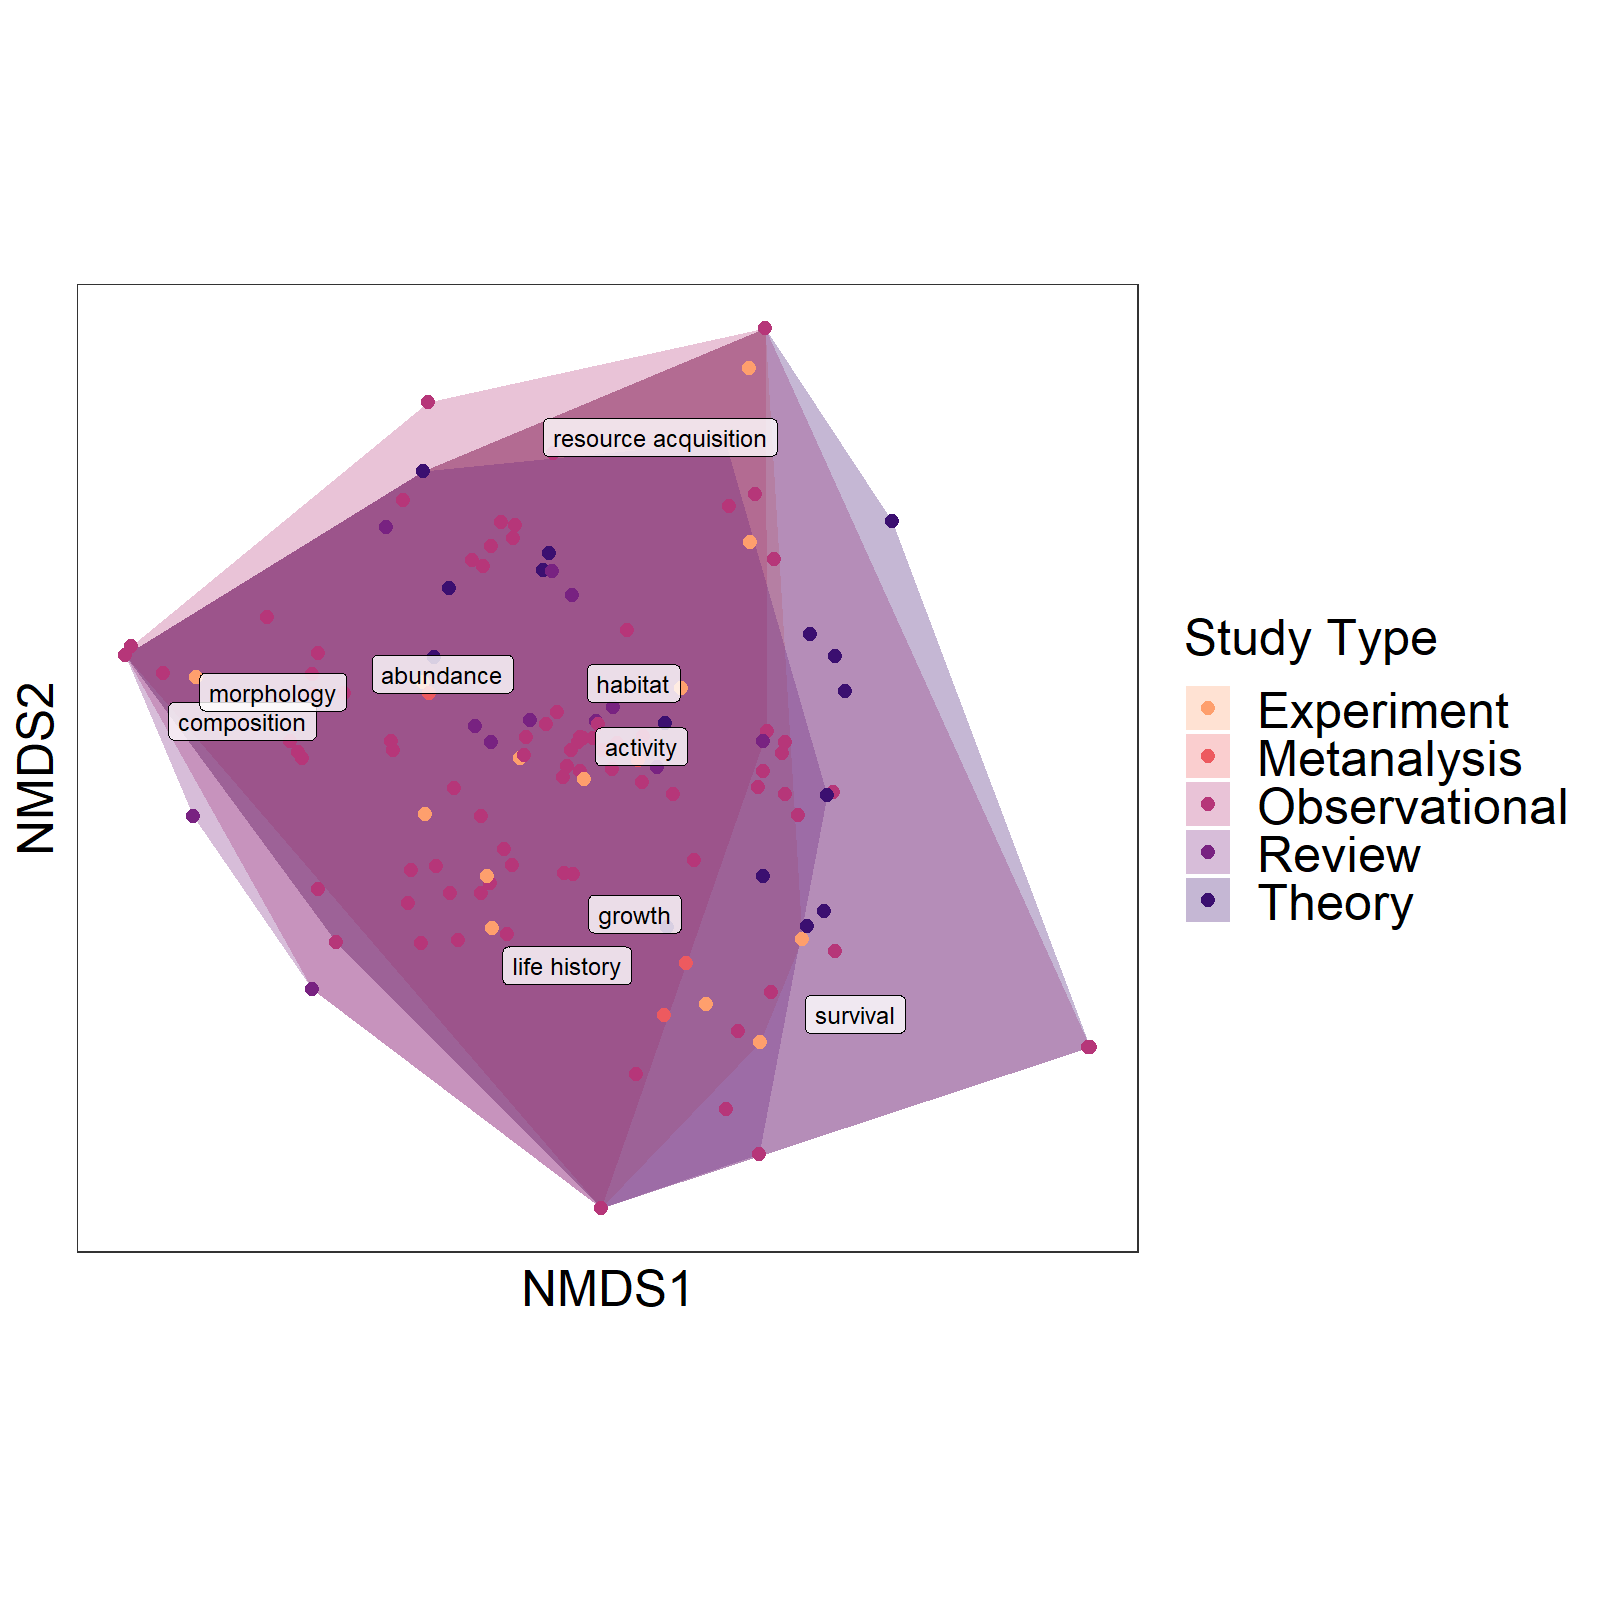 resource acquisition
abundance
habitat
morphology
composition
activity
growth
life history
survival
NMDS2
NMDS1
Study Type
Experiment
Metanalysis
Observational
Review
Theory